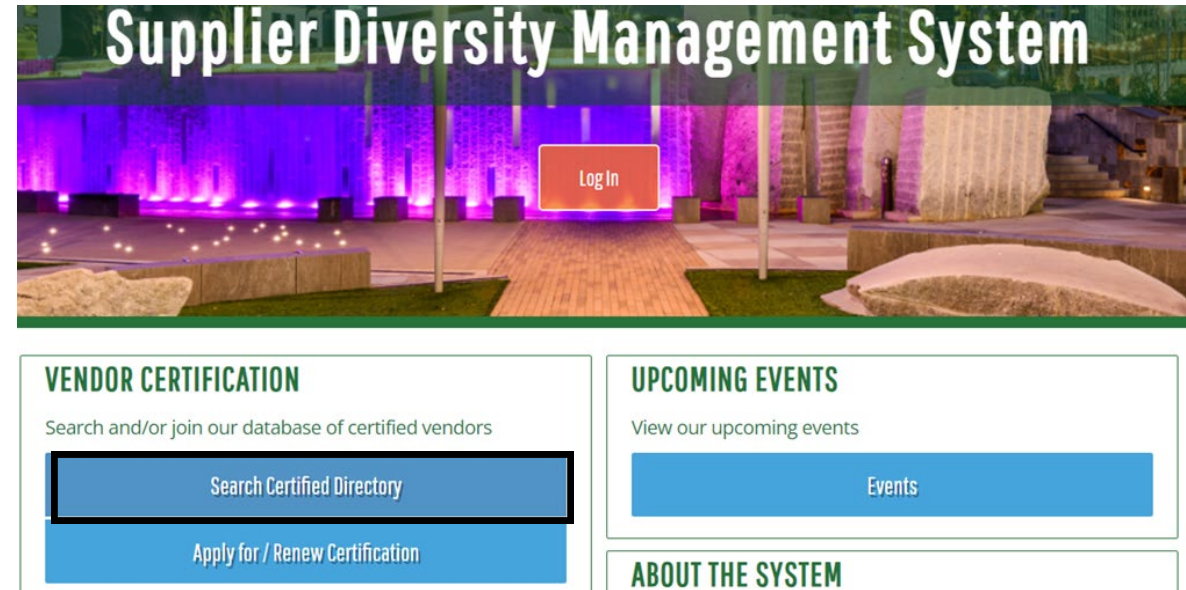 Supplier Diversity Management System
Log In
VENDOR CERTIFICATION
Search and/or join our database of certified vendors
Search Certified Directory
Apply for / Renew Certification
UPCOMING EVENTS
View our upcoming events
Events
ABOUT THE SYSTEM